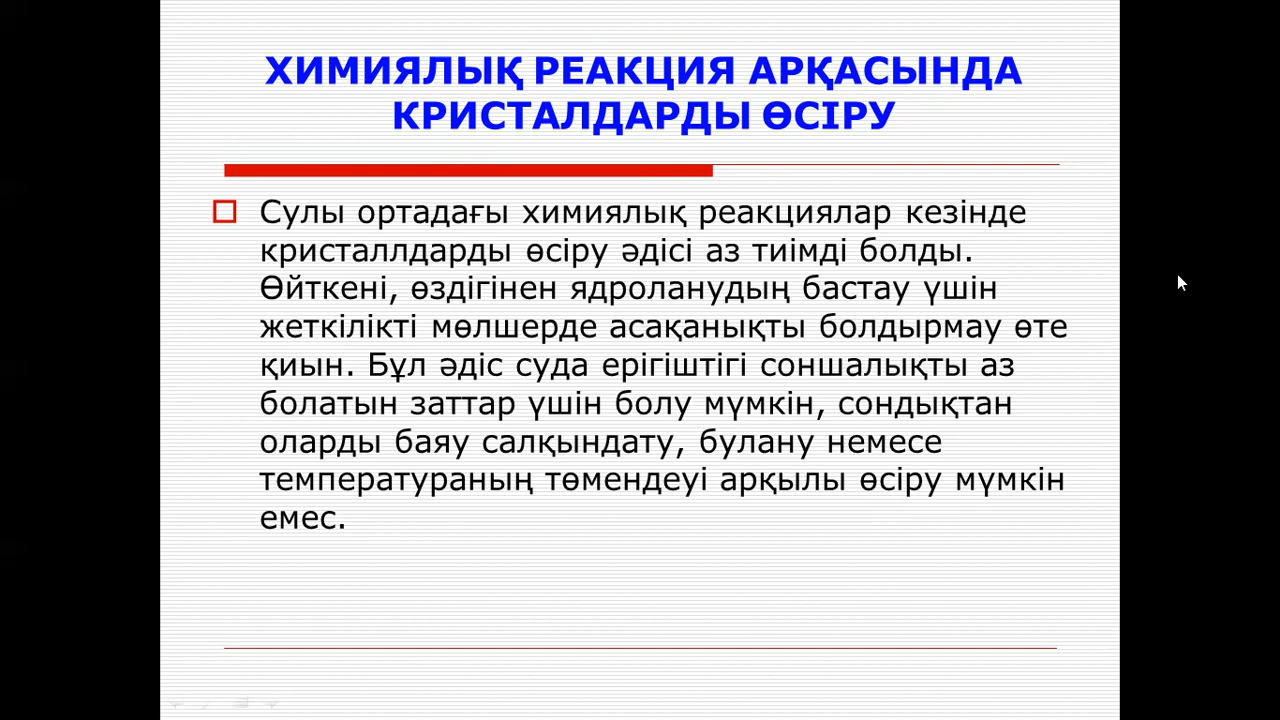 ХИМИЯЛЫҚ РЕАКЦИЯ АРҚАСЫНДА
КРИСТАЛДАРДЫ ӨСІРУ
Сулы ортадағы химиялық реакциялар кезінде
кристаллдарды өсіру әдісі аз тиімді болды.
Өйткені, өздігінен ядроланудың бастау үшін
жеткілікті мөлшерде асақанықты болдырмау өте
қиын. Бұл әдіс суда ерігіштігі соншалықты аз
болатын заттар үшін болу мүмкін, сондықтан
оларды баяу салқындату, булану немесе
температураның төмендеуі арқылы өсіру мүмкін
емес.